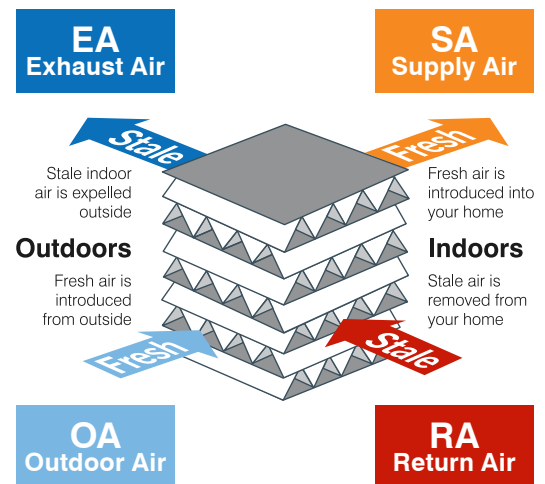 EA
Exhaust Air
SA
Supply Air
Stale
Fresh
Stale indoor
air is expelled
outside
Fresh air is
introduced into
your home
Outdoors
Indoors
Fresh air is
introduced
from outside
Stale air is
removed from
your home
Fresh
Stale
OA
Outdoor Air
RA
Return Air